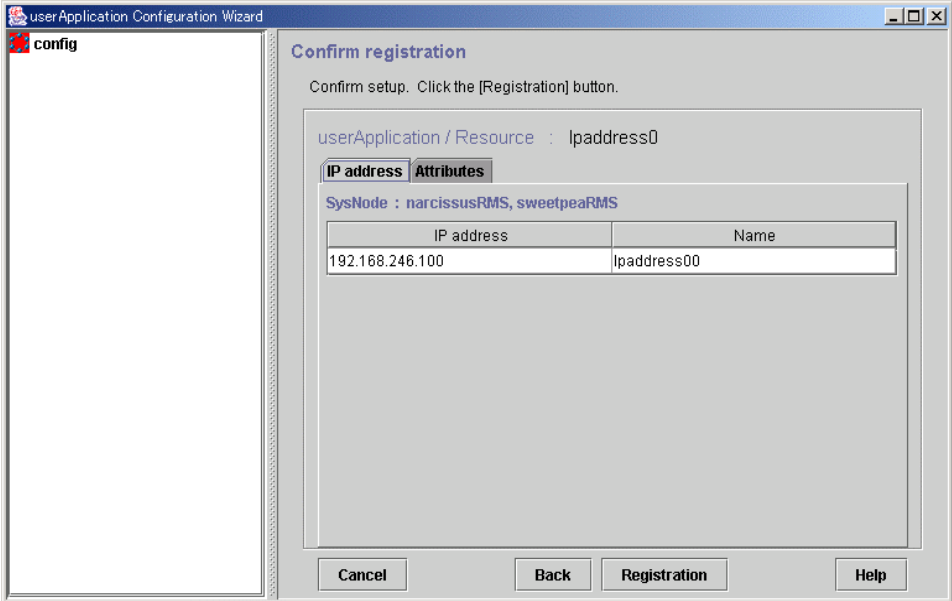 userApplication Configuration Wizard
config
Confirm registration
Confirm setup. Click the [Registration] button.
userApplication / Resource : Ipaddress0
IP address Attributes
SysNode : narcissusRMS, sweetpeaRMS
IP address Name
192.168.246.100 Ipaddress00
Cancel Back Registration Help